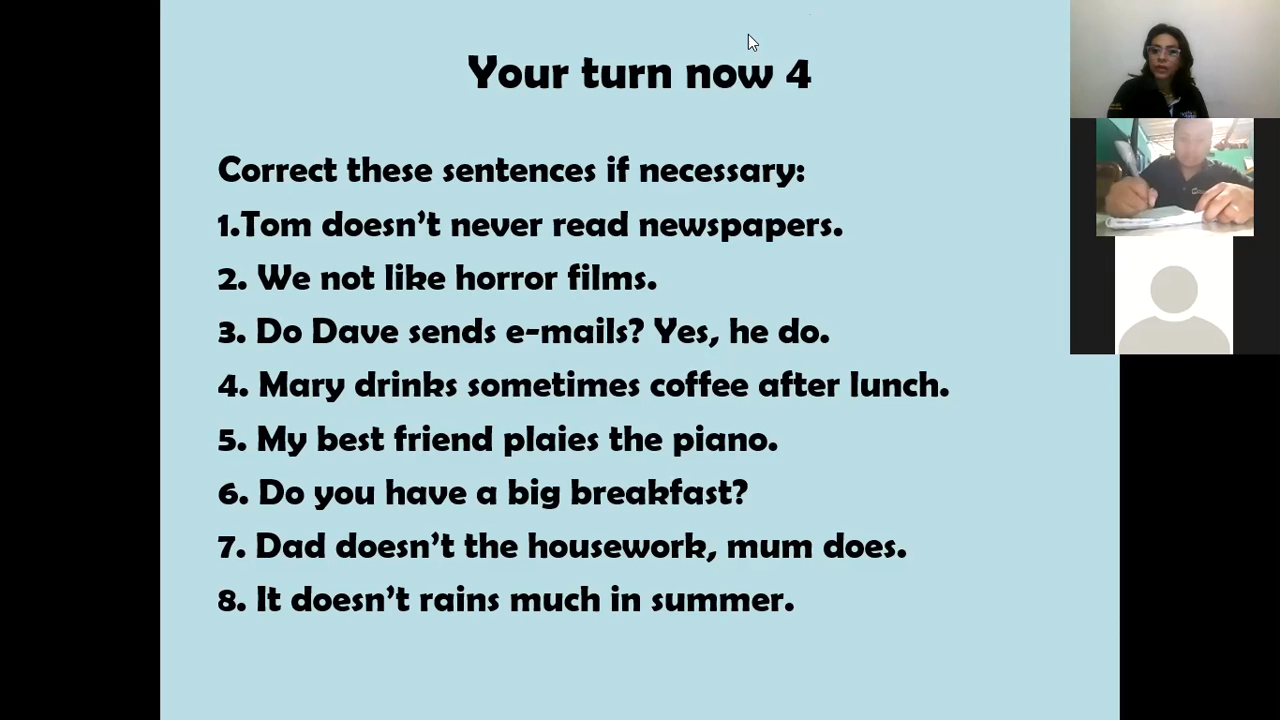 Your turn now 4
Correct these sentences if necessary:
1.Tom doesn't never read newspapers.
2. We not like horror films.
3. Do Dave sends e-mails? Yes, he do.
4. Mary drinks sometimes coffee after lunch.
5. My best friend plaies the piano.
6. Do you have a big breakfast?
7. Dad doesn't the housework, mum does.
8. It doesn't rains much in summer.